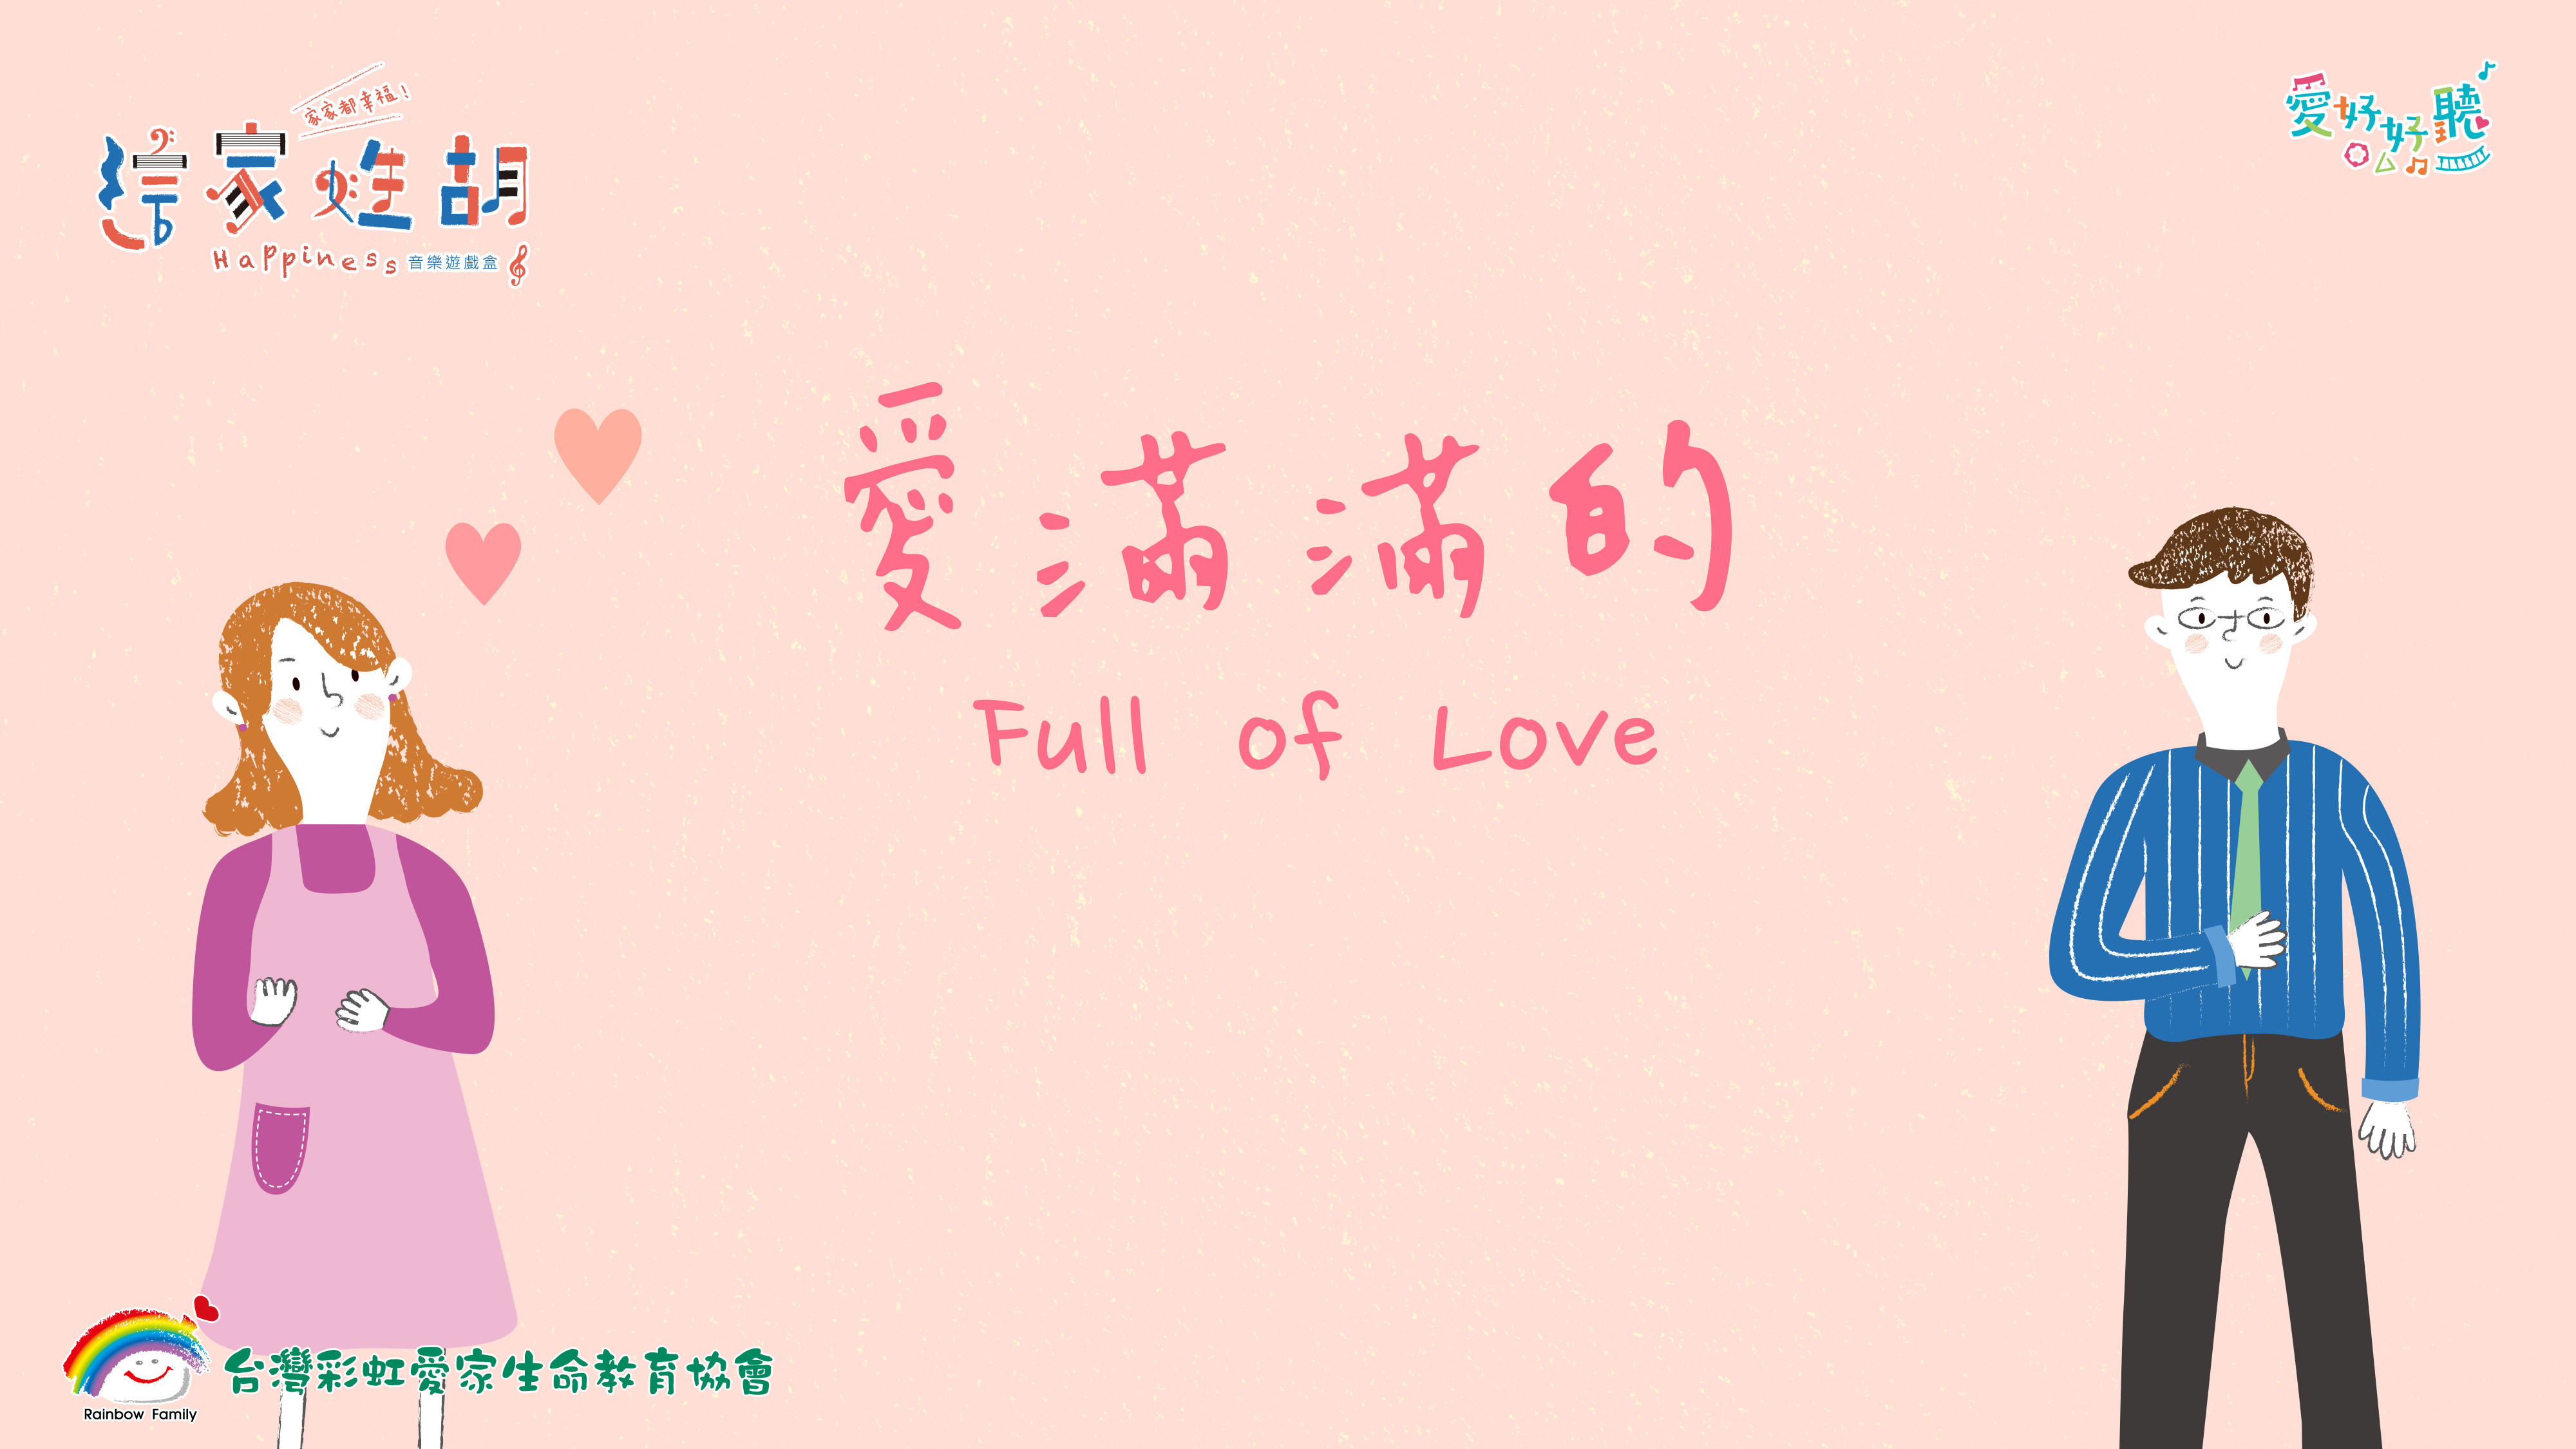 家家都幸福!
這家姓胡
Happiness 音樂遊戲盒
愛好好聽
愛滿滿的
Full of Love
台灣彩虹愛家生命教育協會
Rainbow Family